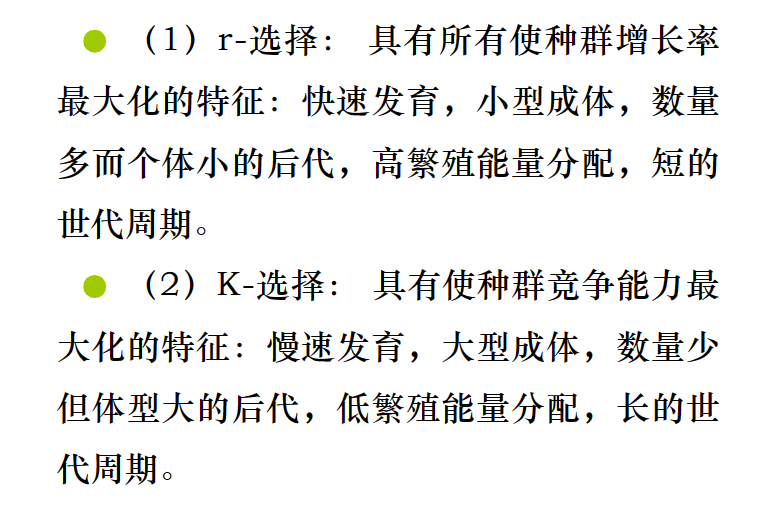 （1）r-选择： 具有所有使种群增长率
最大化的特征：快速发育，小型成体，数量
多而个体小的后代，高繁殖能量分配，短的
世代周期。
（2）K-选择： 具有使种群竞争能力最
大化的特征：慢速发育，大型成体，数量少
但体型大的后代，低繁殖能量分配，长的世
代周期。